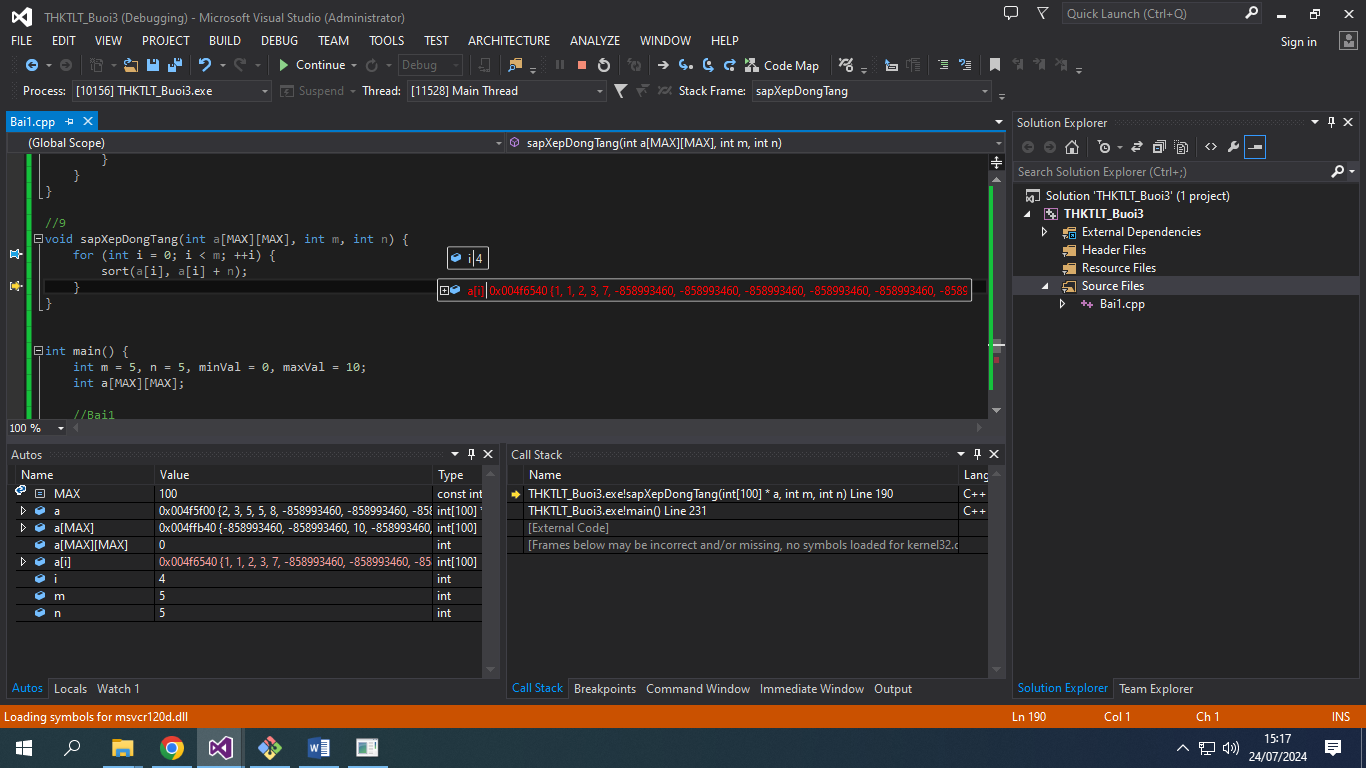 THKTLT_Buoi3 (Debugging) - Microsoft Visual Studio (Administrator)
Quick Launch (Ctrl+Q)
FILE EDIT VIEW PROJECT BUILD DEBUG TEAM TOOLS TEST ARCHITECTURE ANALYZE WINDOW HELP
Sign in
Continue Debug Code Map
Process: [10156] THKTLT_Buoi3.exe Suspend Thread: [11528] Main Thread Stack Frame: sapXepDongTang
Bai1.cpp
(Global Scope) sapXepDongTang(int a[MAX][MAX], int m, int n)
}
}
}
//9
void sapXepDongTang(int a[MAX][MAX], int m, int n) {
for (int i = 0; i < m; ++i) {
i 4
sort(a[i], a[i] + n);
}
a[i] 0x004f6540 {1, 1, 2, 3, 7, -858993460, -858993460, -858993460, -858993460, -858993460, -8589
}
int main() {
int m = 5, n = 5, minVal = 0, maxVal = 10;
int a[MAX][MAX];
//Bai1
100 %
Autos
Name Value Type
MAX 100 const int
a 0x004f5f00 {2, 3, 5, 5, 8, -858993460, -858993460, -858 int[100] *
a[MAX] 0x004ffb40 {-858993460, -858993460, 10, -858993460, int[100]
a[MAX][MAX] 0 int
a[i] 0x004f6540 {1, 1, 2, 3, 7, -858993460, -858993460, -85 int[100]
i 4 int
m 5 int
n 5 int
Autos Locals Watch 1
Call Stack
Name Lang
THKTLT_Buoi3.exe!sapXepDongTang(int[100] * a, int m, int n) Line 190 C++
THKTLT_Buoi3.exe!main() Line 231 C++
[External Code]
[Frames below may be incorrect and/or missing, no symbols loaded for kernel32.d
Call Stack Breakpoints Command Window Immediate Window Output
Solution Explorer
Search Solution Explorer (Ctrl+;)
Solution 'THKTLT_Buoi3' (1 project)
THKTLT_Buoi3
External Dependencies
Header Files
Resource Files
Source Files
Bai1.cpp
Solution Explorer Team Explorer
Loading symbols for msvcr120d.dll Ln 190 Col 1 Ch 1 INS
15:17
24/07/2024